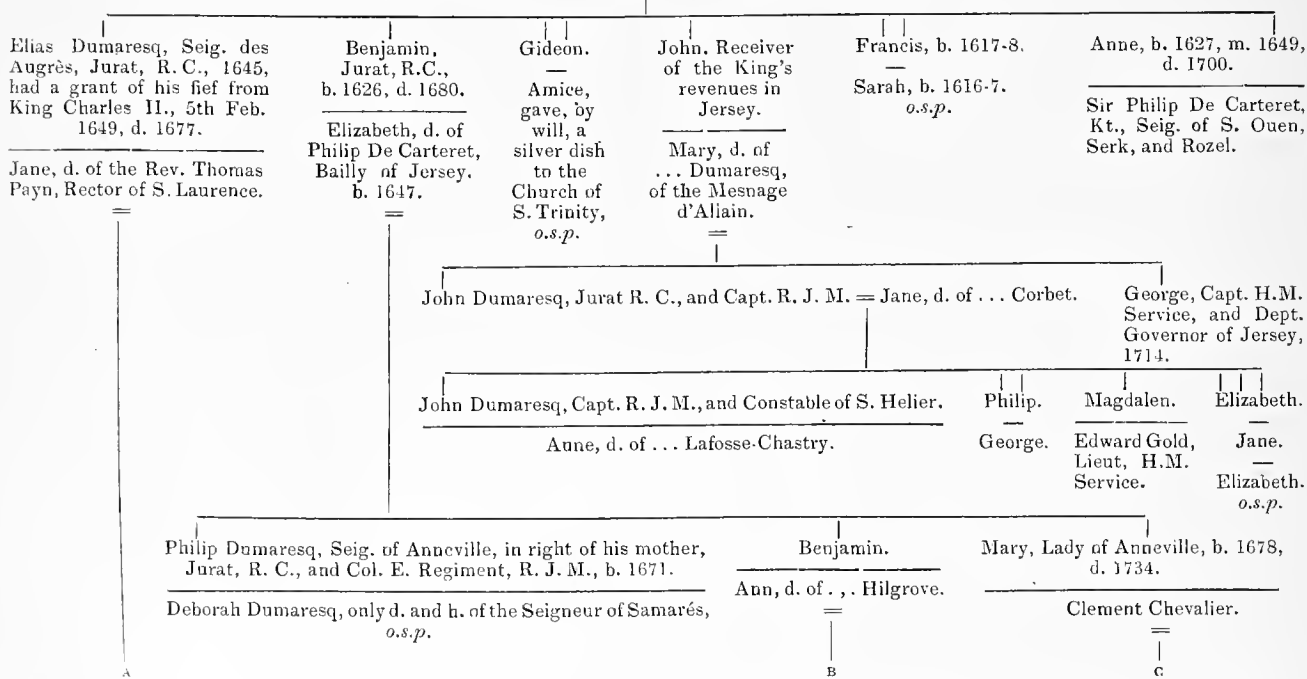 Elias Dumaresq, Seig. des
Augrès, Jurat, R. C., 1645,
had a grant of his fief from
King Charles II., 5th Feb.
1649, d. 1677.
Jane, d. of the Rev. Thomas
Payn, Rector of S. Laurence.
=
Benjamin,
Jurat, R.C.,
b. 1626, d. 1680.
Elizabeth, d. of
Philip De Carteret,
Bailly of Jersey.
b. 1647.
=
Gideon.
—
Amice,
gave, by
will, a
silver dish
to the
Church of
S. Trinity,
o.s.p.
John. Receiver
of the King's
revenues in
Jersey.
Mary, d. of
... Dumaresq,
of the Mesnage
d'Allain.
=
Francis, b. 1617-8.
—
Sarah, b. 1616-7.
o.s.p.
Anne, b. 1627, m. 1649,
d. 1700.
Sir Philip De Carteret,
Kt., Seig. of S. Ouen,
Serk, and Rozel.
John Dumaresq, Jurat R. C., and Capt. R. J. M. = Jane, d. of ... Corbet.
George, Capt. H.M.
Service, and Dept.
Governor of Jersey,
1714.
John Dumaresq, Capt. R. J. M., and Constable of S. Helier.
Anne, d. of ... Lafosse-Chastry.
Philip.
—
George.
Magdalen.
Edward Gold,
Lieut, H.M.
Service.
Elizabeth.
—
Jane.
—
Elizabeth.
o.s.p.
Philip Dumaresq, Seig. of Anneville, in right of his mother,
Jurat, R. C., and Col. E. Regiment, R. J. M., b. 1671.
Deborah Dumaresq, only d. and h. of the Seigneur of Samarés,
o.s.p.
Benjamin.
Ann, d. of . , . Hilgrove.
=
Mary, Lady of Anneville, b. 1678,
d. 1734.
Clement Chevalier.
=
A
B
C